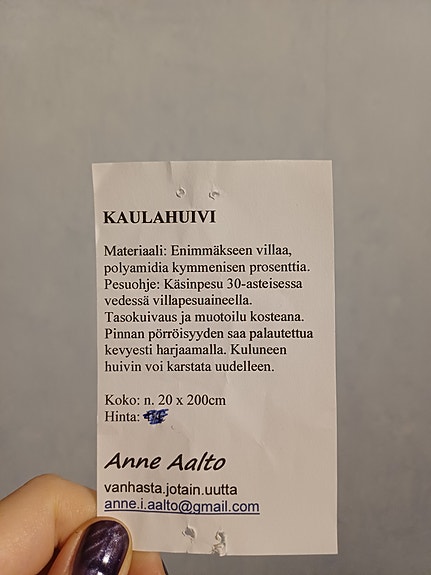 KAULAHUIVI
Materiaali: Enimmäkseen villaa,
polyamidia kymmenisen prosenttia.
Pesuohje: Käsinpesu 30-asteisessa
vedessä villapesuaineella.
Tasokuivaus ja muotoilu kosteana.
Pinnan pörröisyyden saa palautettua
kevyesti harjaamalla. Kuluneen
huivin voi karstata uudelleen.
Koko: n. 20 x 200cm
Hinta:
Anne Aalto
vanhasta.jotain.uutta
anne.i.aalto@gmail.com